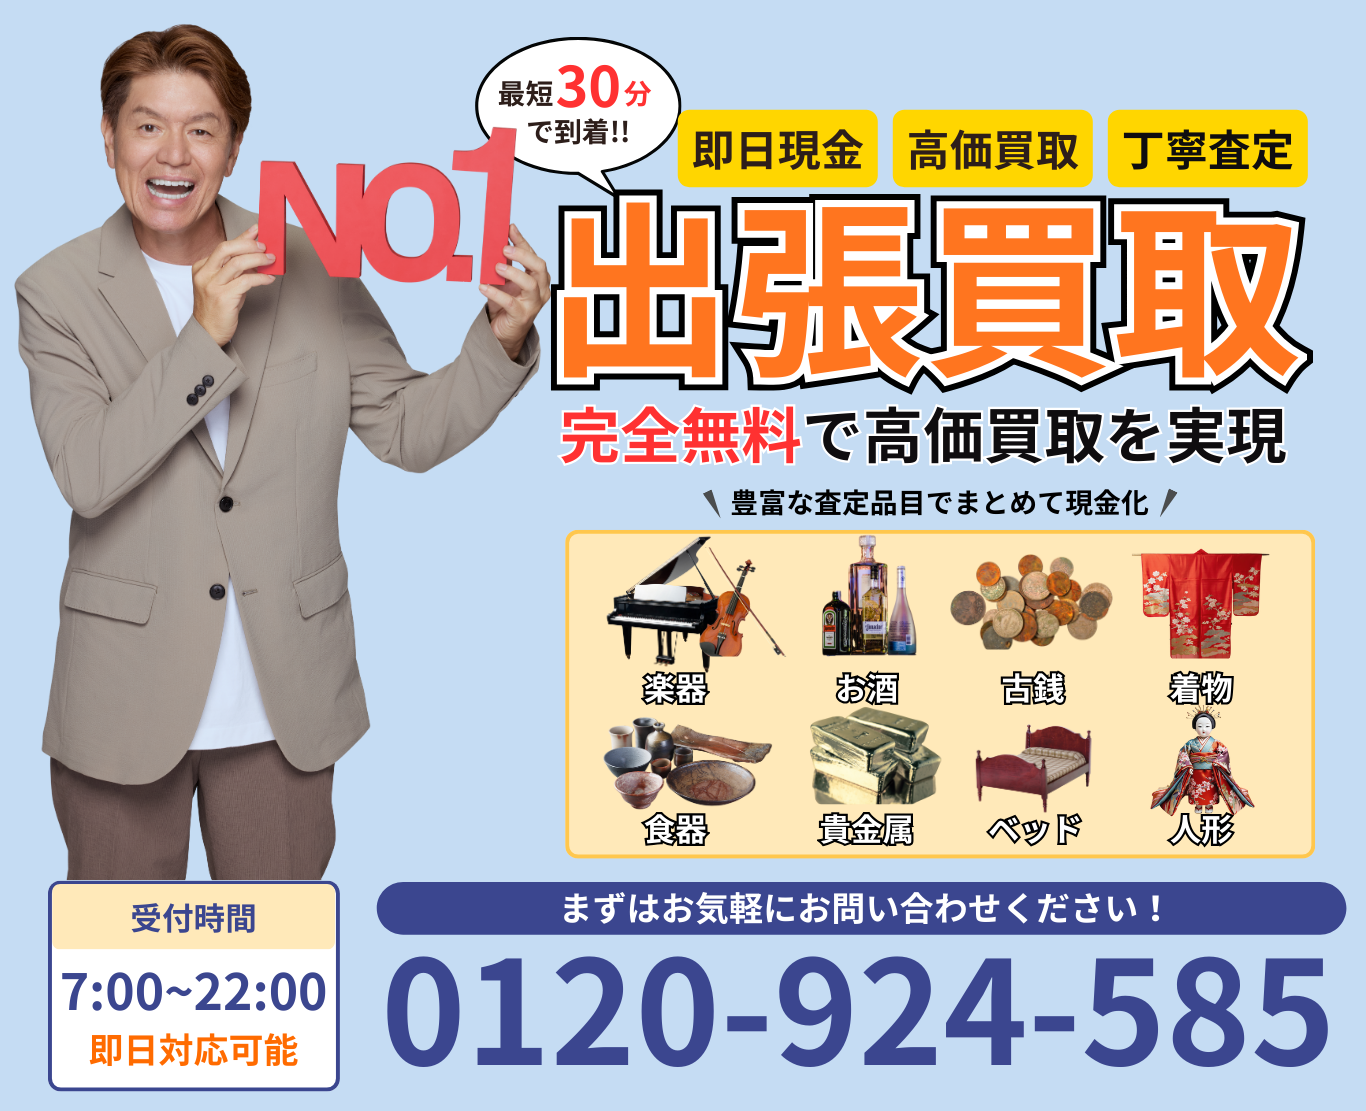 最短30分
で到着!!
NO.1
即日現金 高価買取 丁寧査定
出張買取
完全無料で高価買取を実現
豊富な査定品目でまとめて現金化
楽器 お酒 古銭 着物
食器 貴金属 ベッド 人形
受付時間
7:00~22:00
即日対応可能
まずはお気軽にお問い合わせください！
0120-924-585